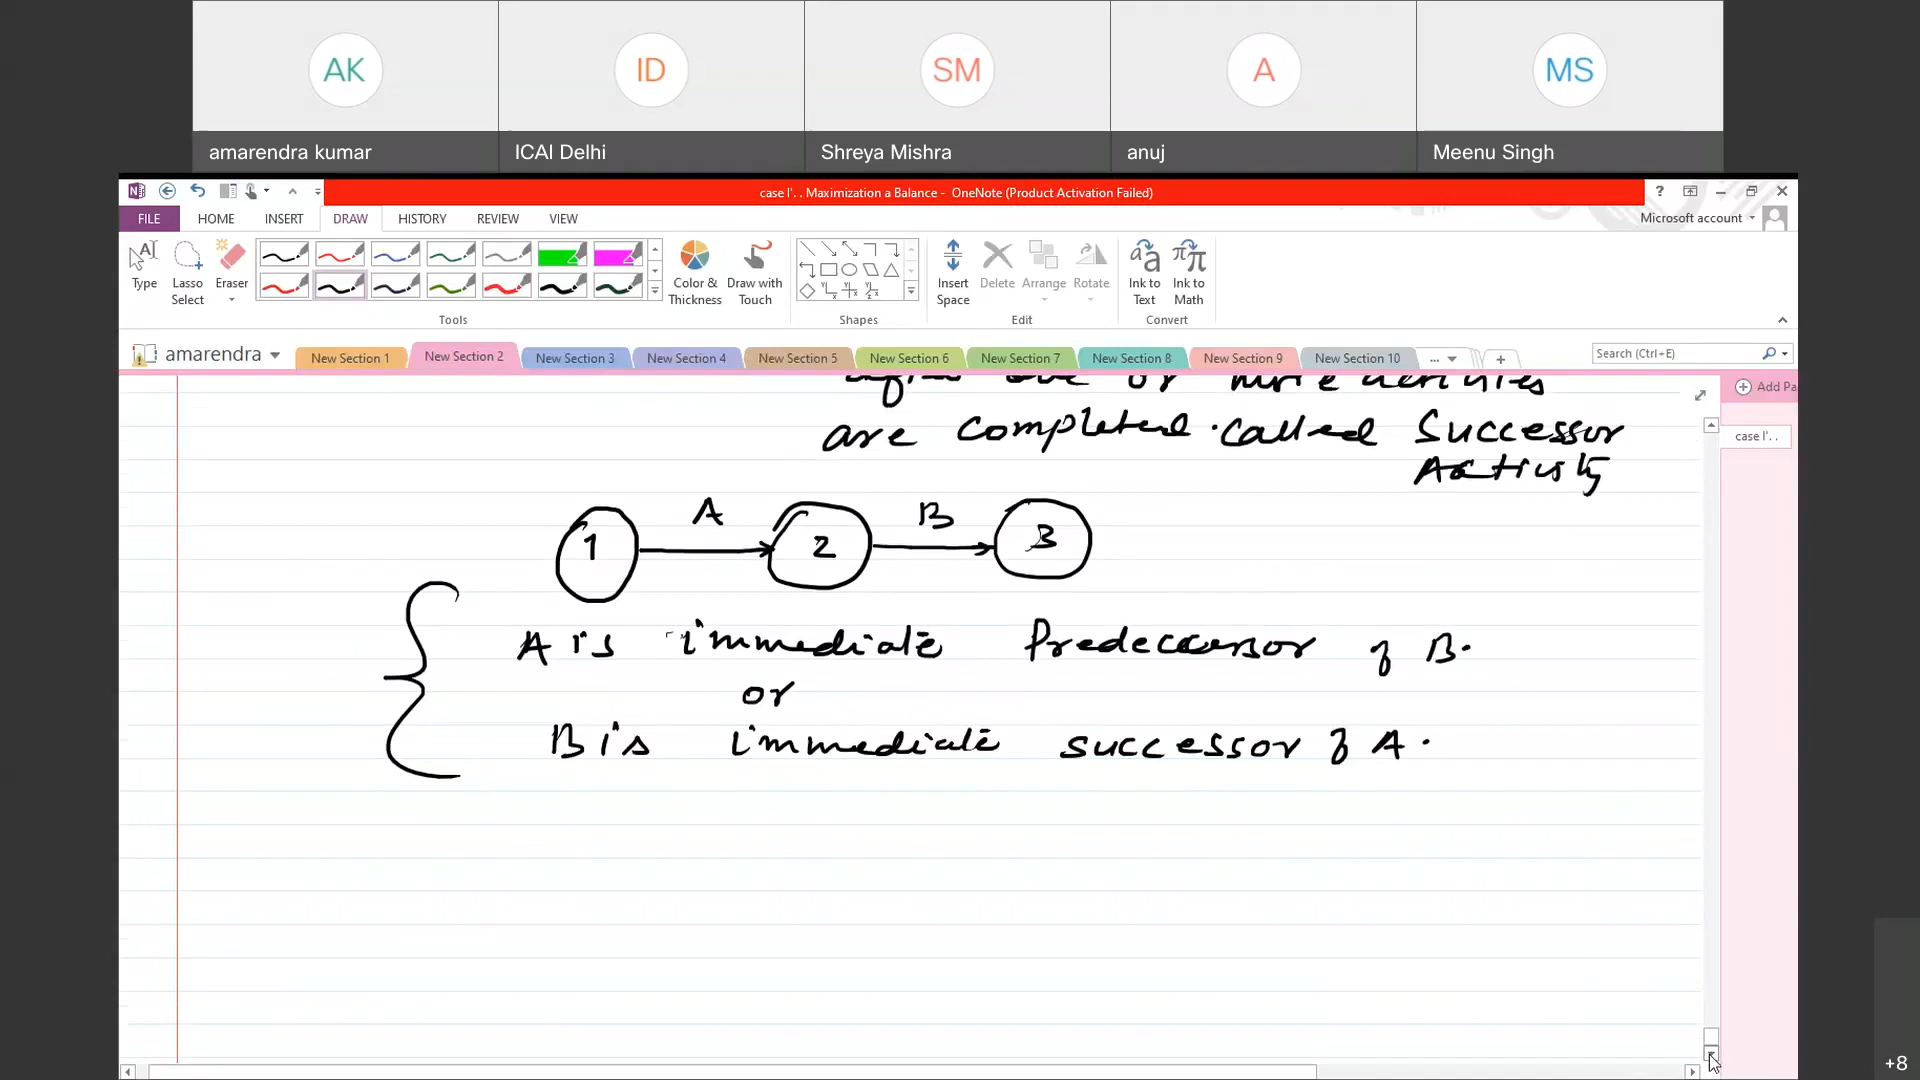 AK ID SM A MS
amarendra kumar ICAI Delhi Shreya Mishra anuj Meenu Singh
case I'. . Maximization a Balance - OneNote (Product Activation Failed)
?
FILE HOME INSERT DRAW HISTORY REVIEW VIEW
Microsoft account
Type Lasso Select Eraser
Color & Thickness
Draw with Touch
Insert Space
Delete Arrange Rotate
Ink to Text
Ink to Math
Tools Shapes Edit Convert
amarendra New Section 1 New Section 2 New Section 3 New Section 4 New Section 5 New Section 6 New Section 7 New Section 8 New Section 9 New Section 10 ...
Search (Ctrl+E)
Add Pa
case I'. .
one or more activities
are completed. called Successor
Activity
A B
1 2 3
A is immediate Predeccessor of B.
or
B is immediate successor of A.
+8